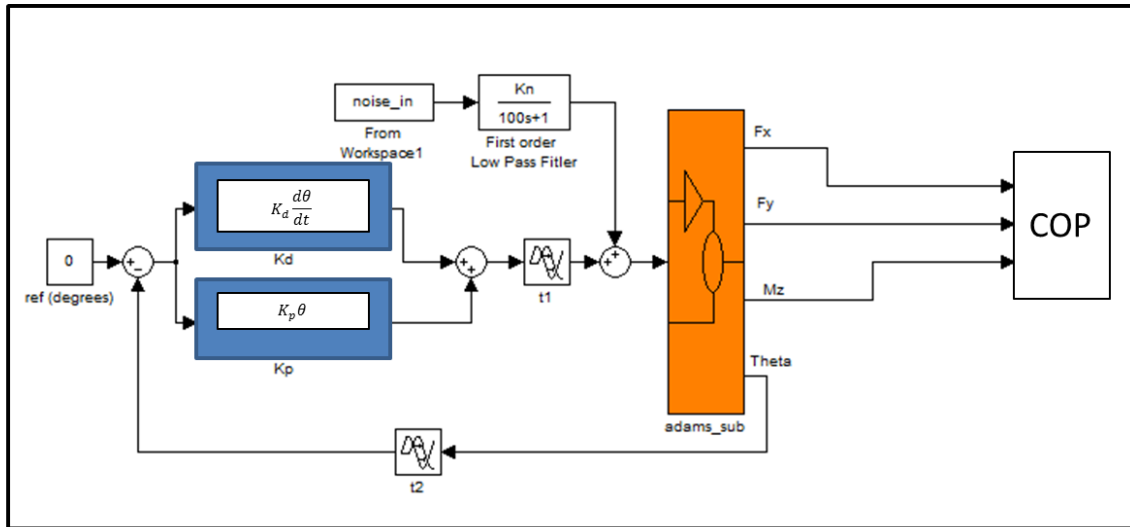 Kn
100s+1
noise_in
From
Workspace1
First order
Low Pass Fitler
Fx
K_d dθ/dt
Kd
Fy
COP
0
ref (degrees)
+
−
+
+
t1
+
+
K_pθ
Kp
Mz
Theta
adams_sub
t2